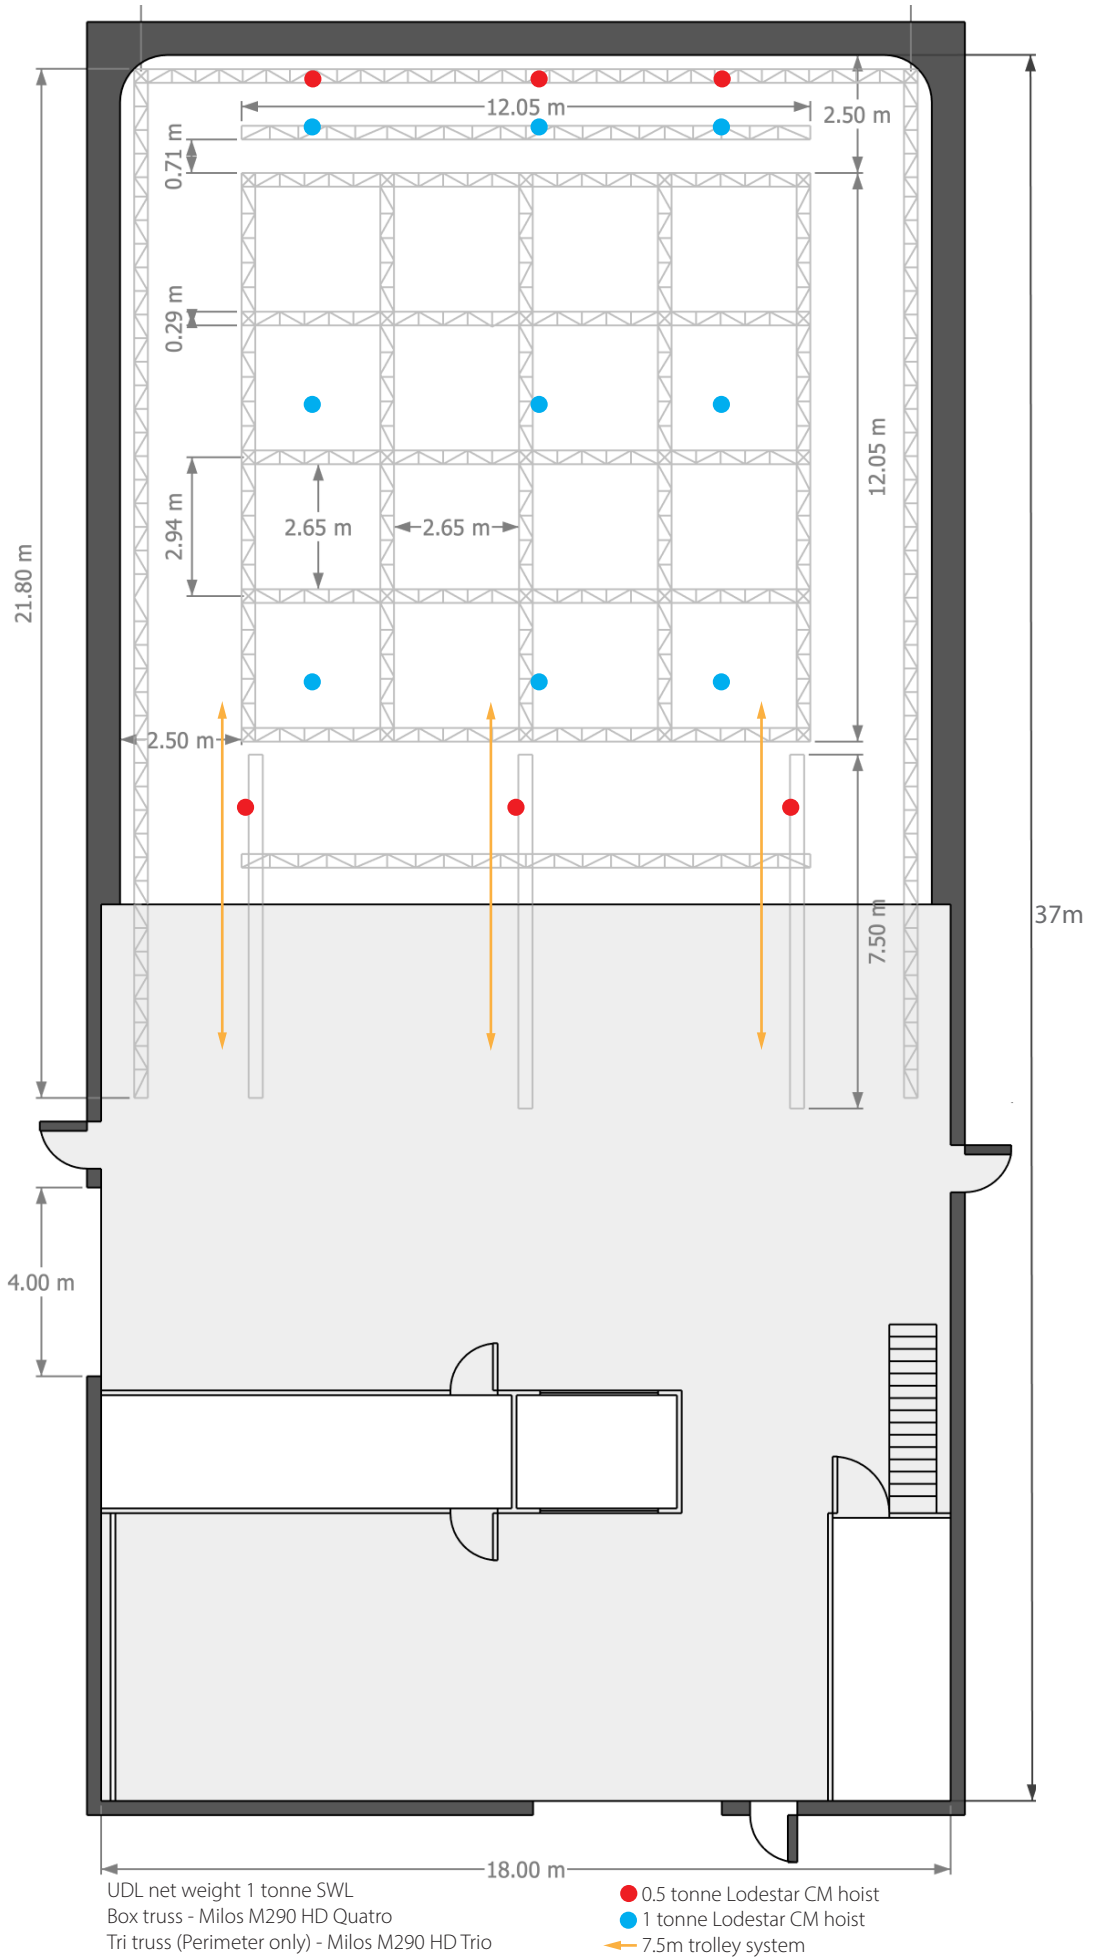 12.05 m
2.50 m
0.71 m
0.29 m
12.05 m
2.94 m
2.65 m
2.65 m
21.80 m
2.50 m
7.50 m
37m
4.00 m
18.00 m
UDL net weight 1 tonne SWL
Box truss - Milos M290 HD Quatro
Tri truss (Perimeter only) - Milos M290 HD Trio
0.5 tonne Lodestar CM hoist
1 tonne Lodestar CM hoist
7.5m trolley system